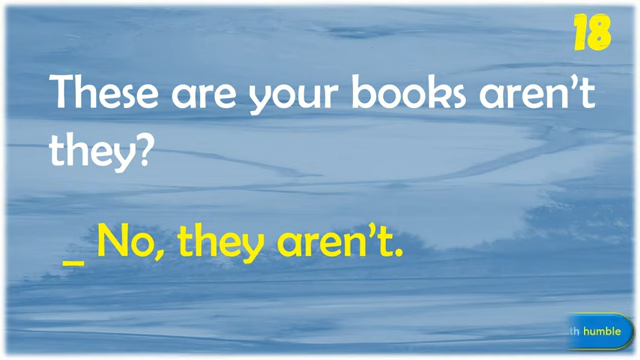 18
These are your books aren't
they?
_ No, they aren't.
th humble